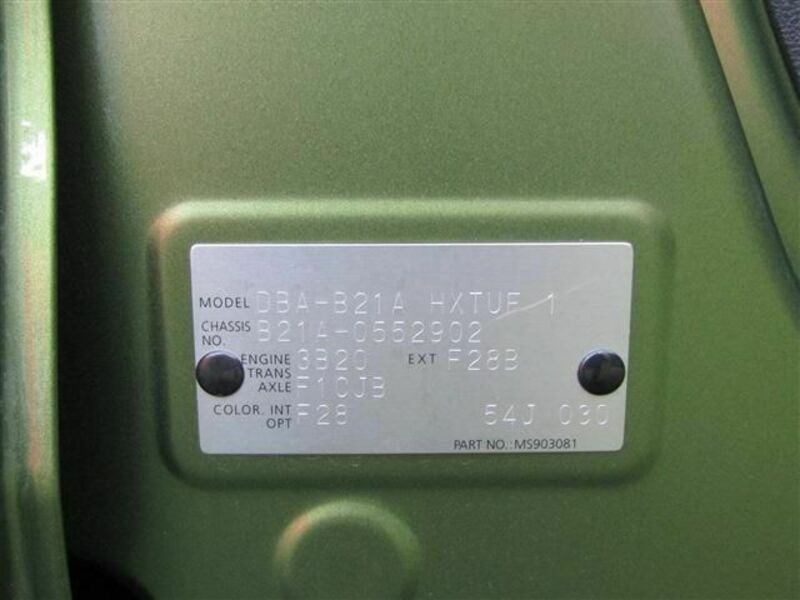 MODEL DBA-B21A HXTUF 1
CHASSIS NO. B21A-0552902
ENGINE 3B20 EXT F28B
TRANS AXLE F1CJB
COLOR. INT F28 54J 030
OPT
PART NO.: MS903081